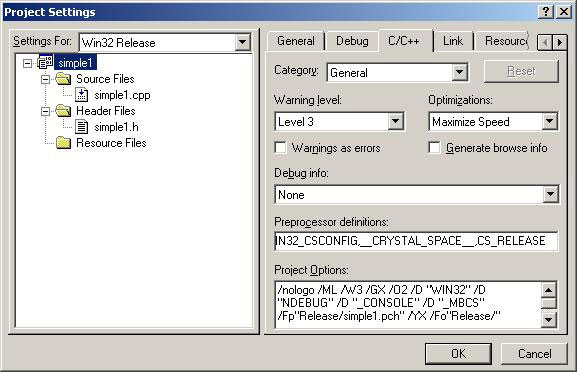 Project Settings
Settings For: Win32 Release
simple1
Source Files
simple1.cpp
Header Files
simple1.h
Resource Files
General Debug C/C++ Link Resourc
Category: General Reset
Warning level: Optimizations:
Level 3 Maximize Speed
Warnings as errors Generate browse info
Debug info:
None
Preprocessor definitions:
IN32_CSCONFIG,__CRYSTAL_SPACE__,CS_RELEASE
Project Options:
/nologo /ML /W3 /GX /O2 /D "WIN32" /D
"NDEBUG" /D "_CONSOLE" /D "_MBCS"
/Fp"Release/simple1.pch" /YX /Fo"Release/"
OK Cancel